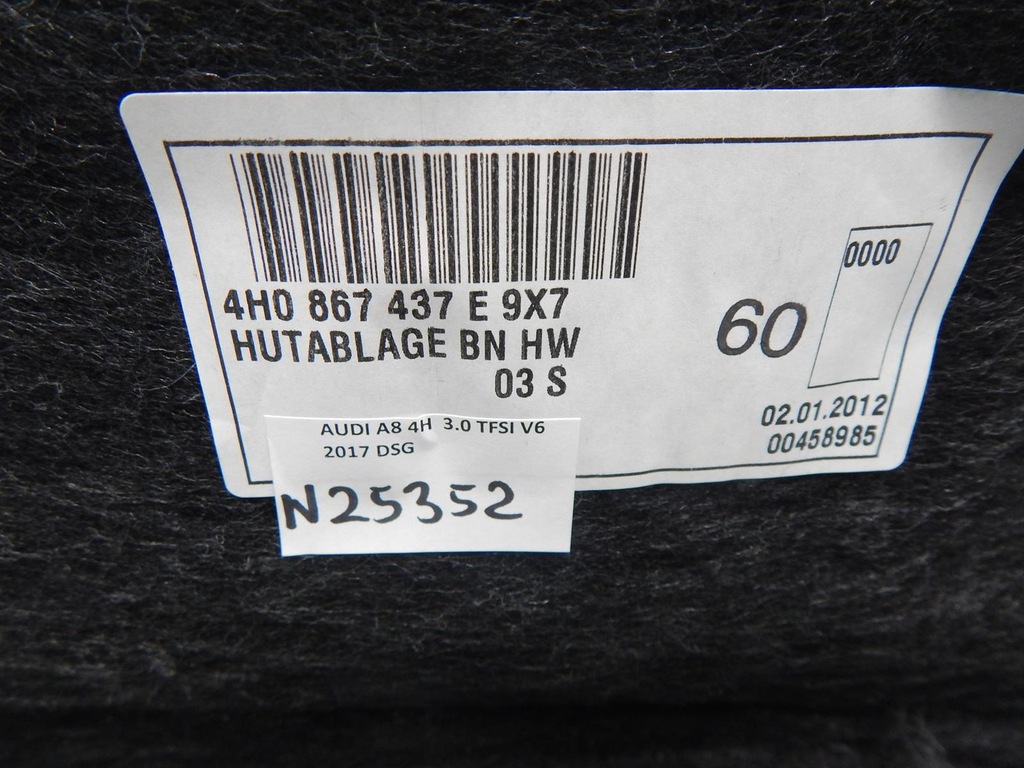 4H0 867 437 E 9X7
HUTABLAGE BN HW
03 S
60
0000
02.01.2012
00458985
AUDI A8 4H 3.0 TFSI V6
2017 DSG
N25352